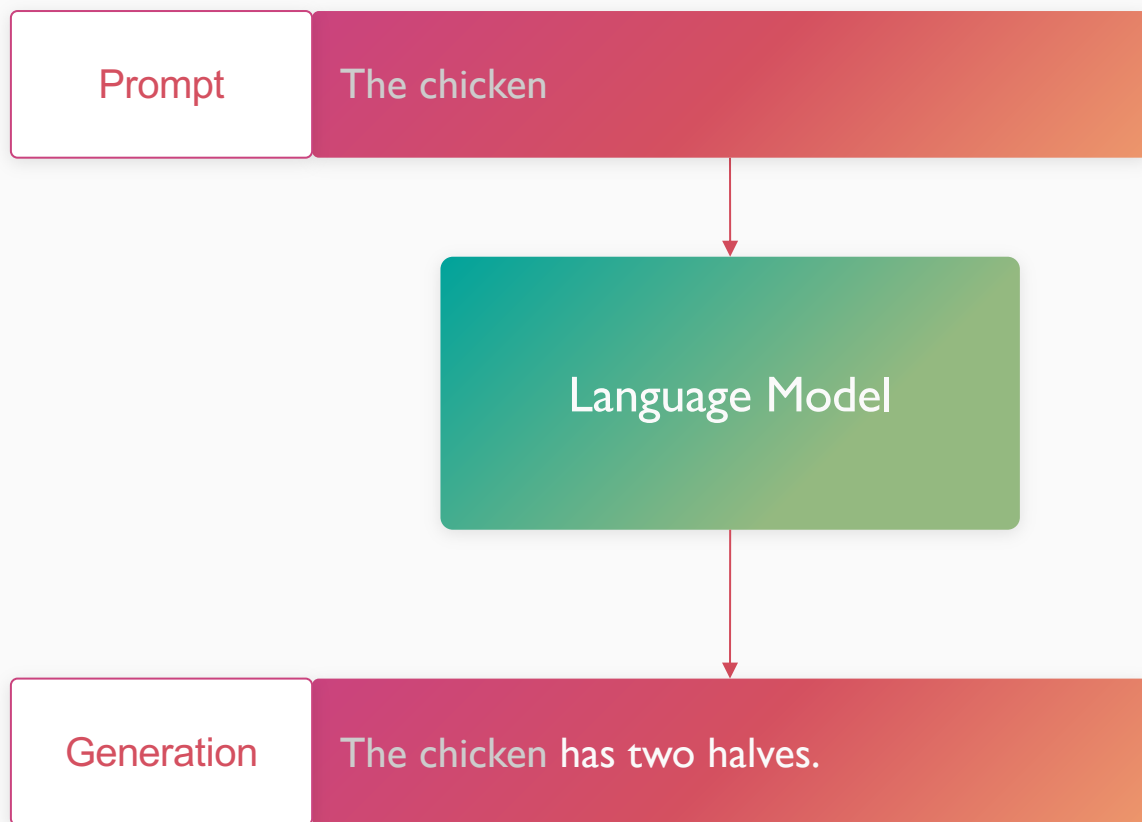 Prompt
The chicken
Language Model
Generation
The chicken has two halves.